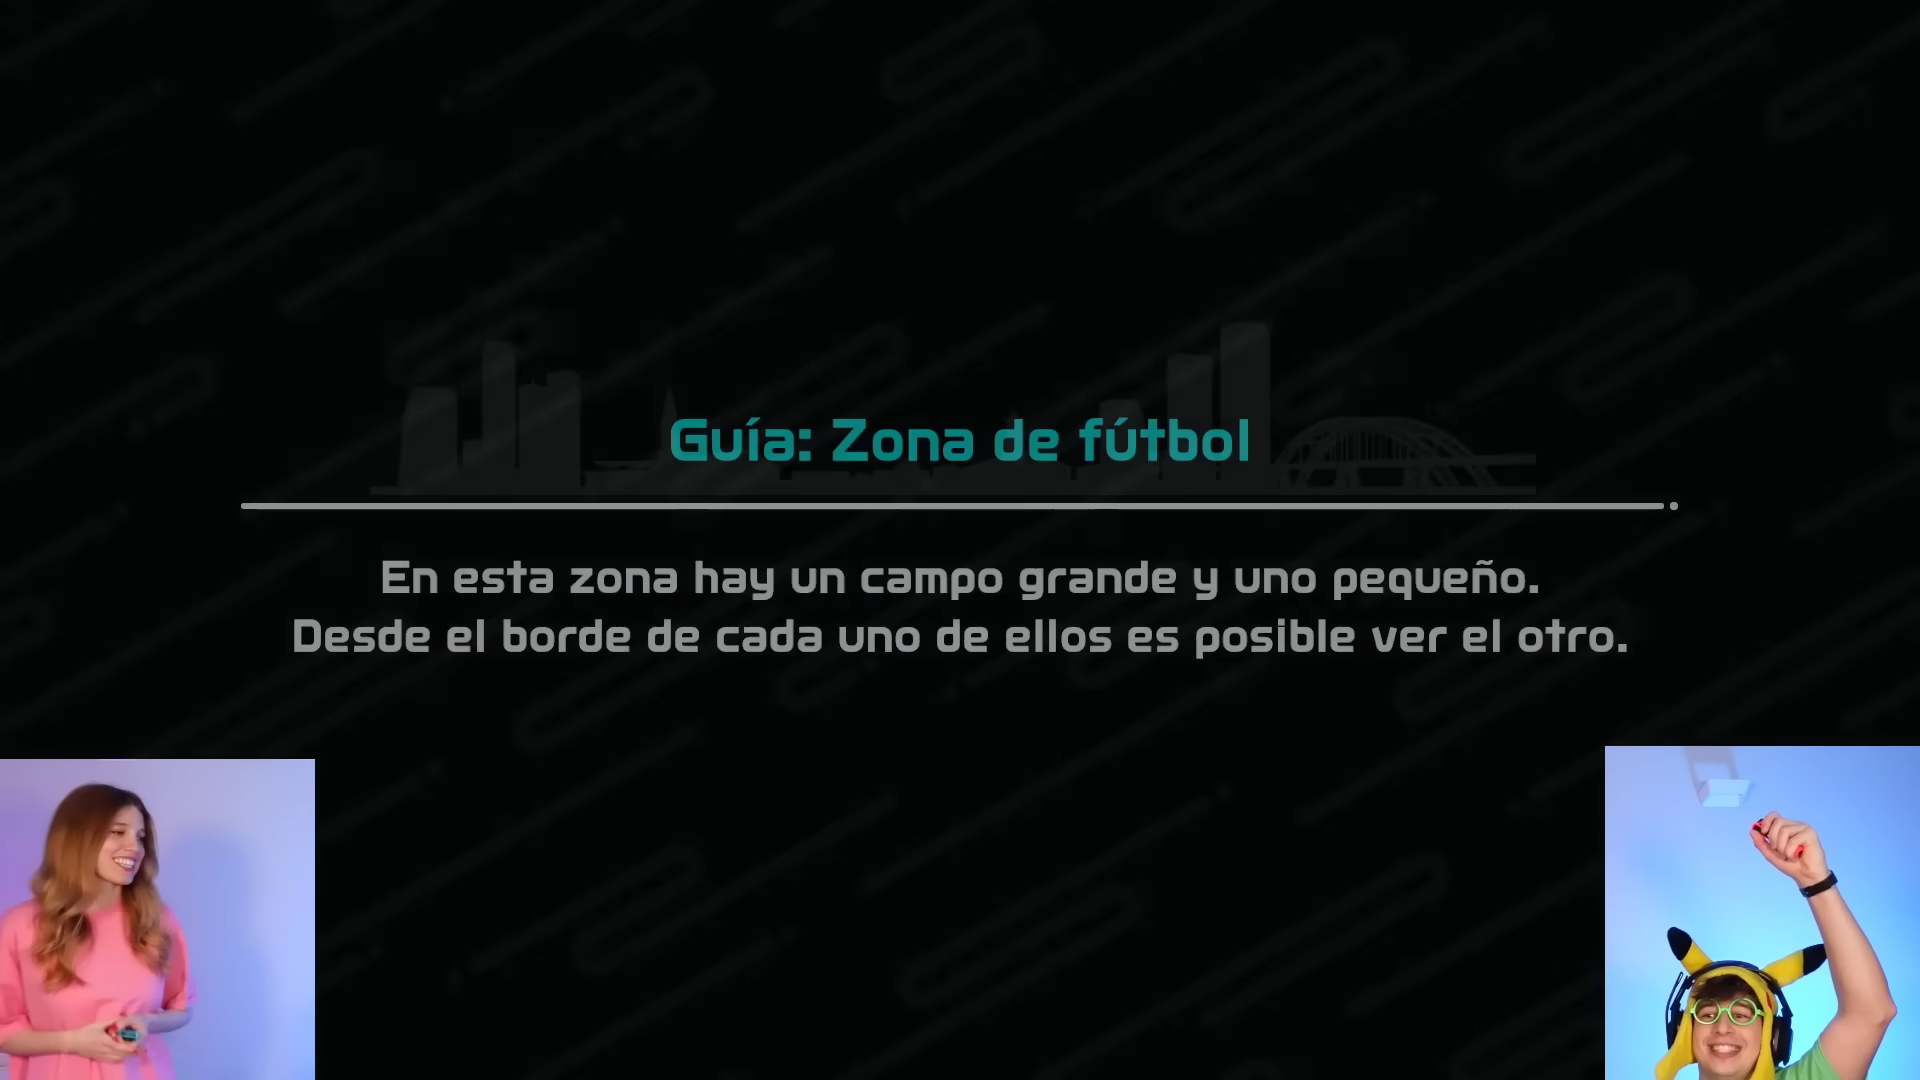 Guía: Zona de fútbol
En esta zona hay un campo grande y uno pequeño.
Desde el borde de cada uno de ellos es posible ver el otro.